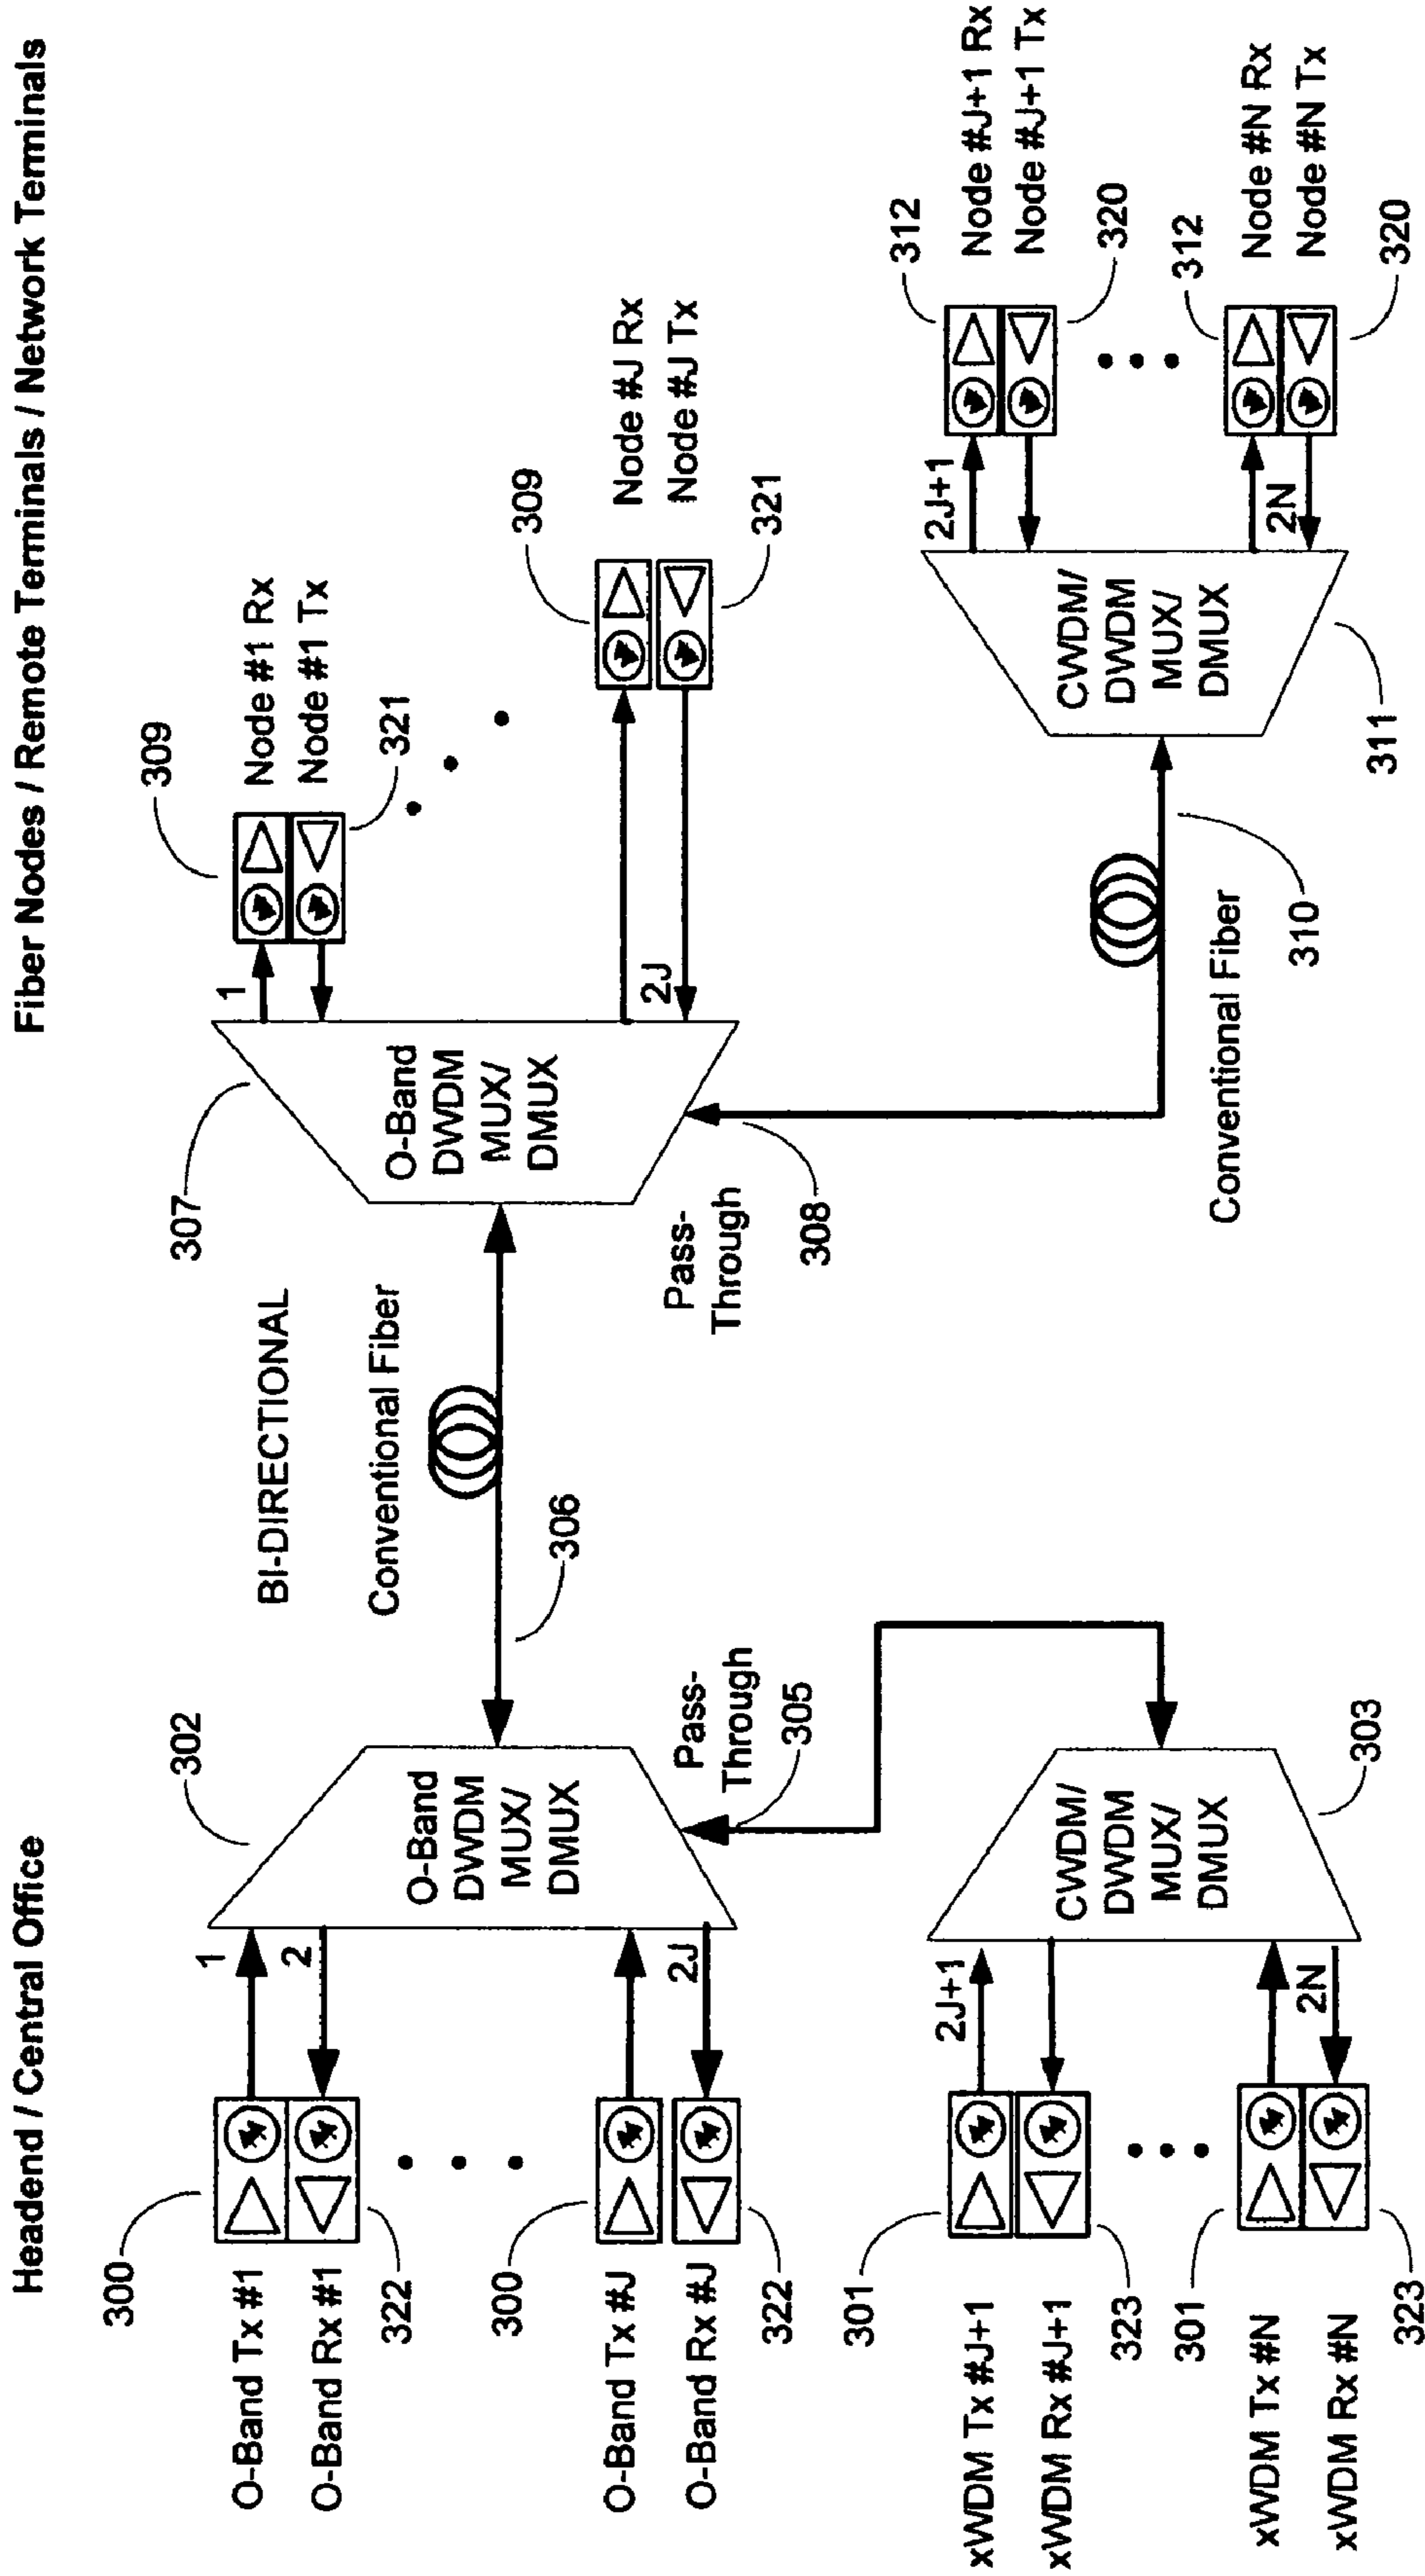 Headend / Central Office
Fiber Nodes / Remote Terminals / Network Terminals
300
O-Band Tx #1
O-Band Rx #1
322
300
O-Band Tx #J
O-Band Rx #J
322
1
2
2J
302
O-Band
DWDM
MUX/
DMUX
Pass-
Through
305
301
xWDM Tx #J+1
xWDM Rx #J+1
323
301
xWDM Tx #N
xWDM Rx #N
323
2J+1
2N
CWDM/
DWDM
MUX/
DMUX
303
BI-DIRECTIONAL
Conventional Fiber
306
307
O-Band
DWDM
MUX/
DMUX
Pass-
Through
308
1
2J
309
Node #1 Rx
Node #1 Tx
321
309
Node #J Rx
Node #J Tx
321
Conventional Fiber
310
CWDM/
DWDM
MUX/
DMUX
311
2J+1
2N
312
Node #J+1 Rx
Node #J+1 Tx
320
312
Node #N Rx
Node #N Tx
320